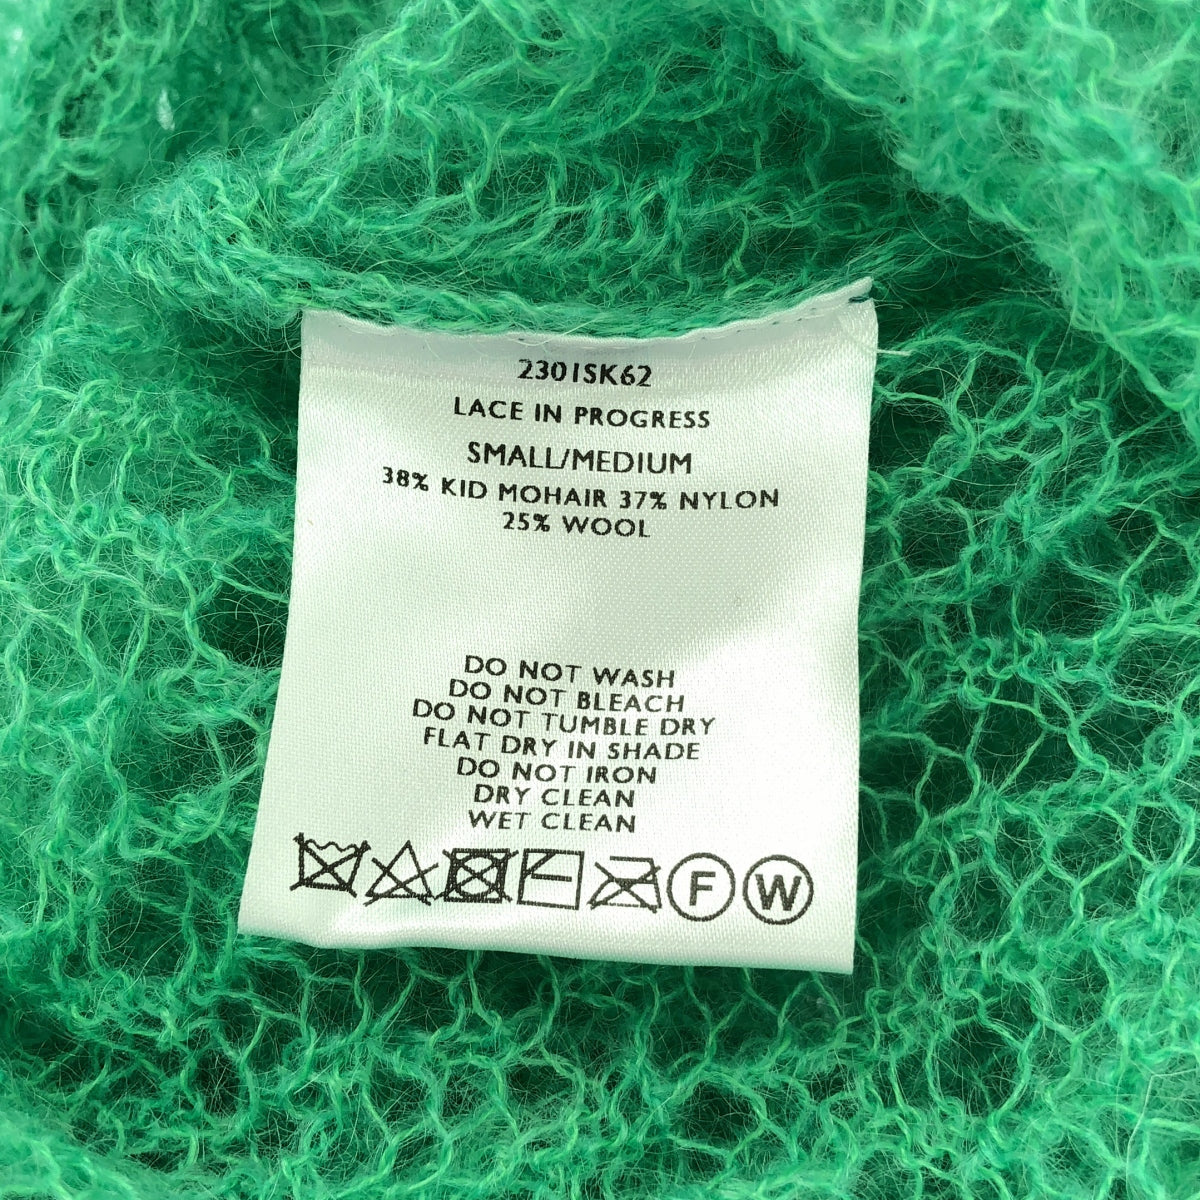 2301SK62
LACE IN PROGRESS
SMALL/MEDIUM
38% KID MOHAIR 37% NYLON
25% WOOL
DO NOT WASH
DO NOT BLEACH
DO NOT TUMBLE DRY
FLAT DRY IN SHADE
DO NOT IRON
DRY CLEAN
WET CLEAN
F W